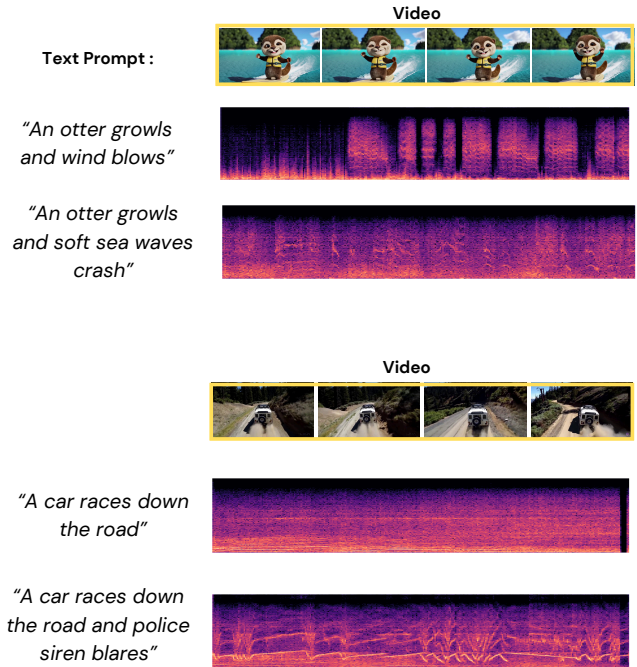 Video
Text Prompt :
“An otter growls
and wind blows”
“An otter growls
and soft sea waves
crash”
Video
“A car races down
the road”
“A car races down
the road and police
siren blares”